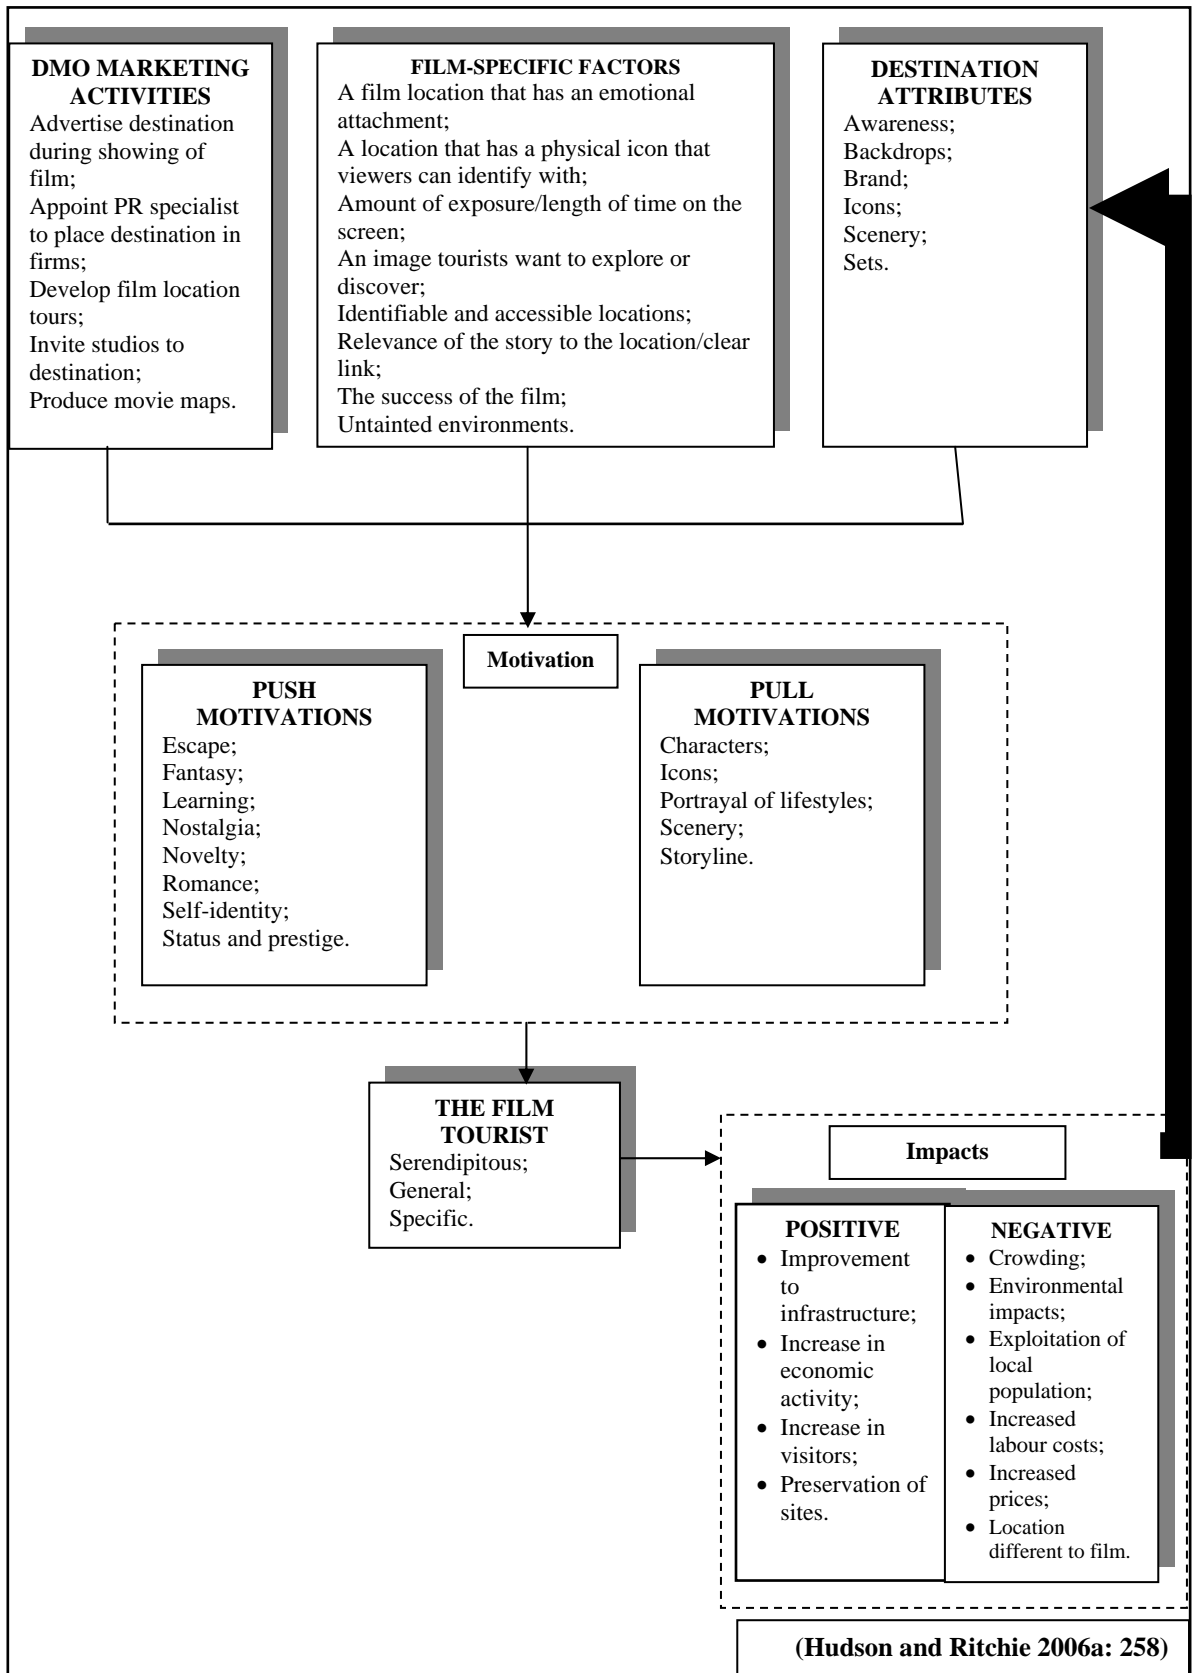 DMO MARKETING
ACTIVITIES
Advertise destination
during showing of
film;
Appoint PR specialist
to place destination in
firms;
Develop film location
tours;
Invite studios to
destination;
Produce movie maps.
FILM-SPECIFIC FACTORS
A film location that has an emotional
attachment;
A location that has a physical icon that
viewers can identify with;
Amount of exposure/length of time on the
screen;
An image tourists want to explore or
discover;
Identifiable and accessible locations;
Relevance of the story to the location/clear
link;
The success of the film;
Untainted environments.
DESTINATION
ATTRIBUTES
Awareness;
Backdrops;
Brand;
Icons;
Scenery;
Sets.
Motivation
PUSH
MOTIVATIONS
Escape;
Fantasy;
Learning;
Nostalgia;
Novelty;
Romance;
Self-identity;
Status and prestige.
PULL
MOTIVATIONS
Characters;
Icons;
Portrayal of lifestyles;
Scenery;
Storyline.
THE FILM
TOURIST
Serendipitous;
General;
Specific.
Impacts
POSITIVE
• Improvement
to
infrastructure;
• Increase in
economic
activity;
• Increase in
visitors;
• Preservation of
sites.
NEGATIVE
• Crowding;
• Environmental
impacts;
• Exploitation of
local
population;
• Increased
labour costs;
• Increased
prices;
• Location
different to film.
(Hudson and Ritchie 2006a: 258)